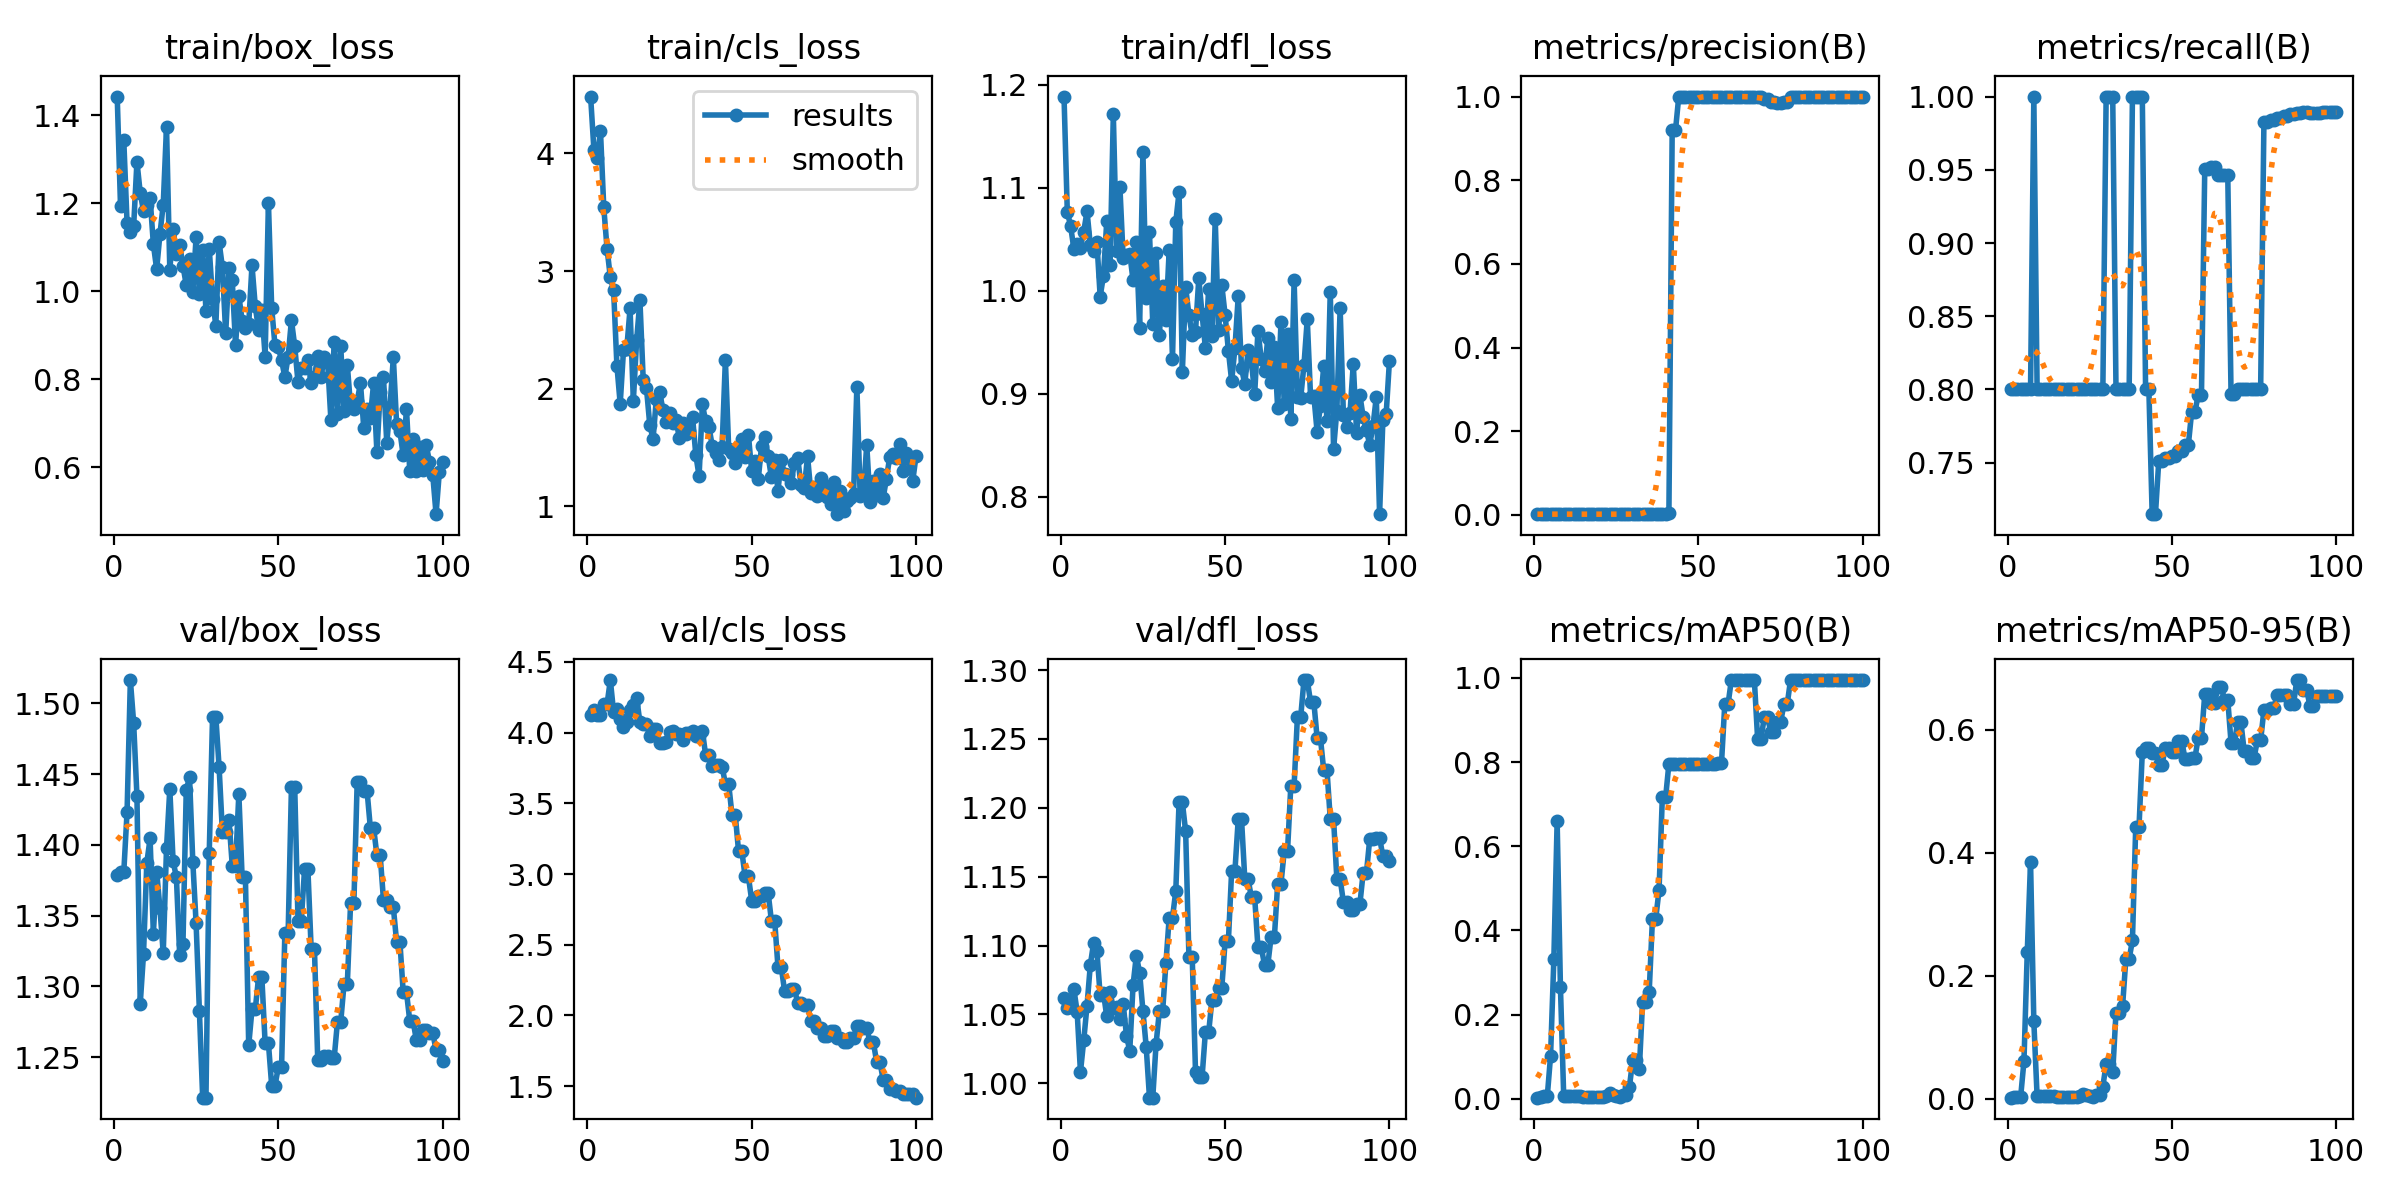 train/box_loss
1.4
1.2
1.0
0.8
0.6
0 50 100
train/cls_loss
results
smooth
4
3
2
1
0 50 100
train/dfl_loss
1.2
1.1
1.0
0.9
0.8
0 50 100
metrics/precision(B)
1.0
0.8
0.6
0.4
0.2
0.0
0 50 100
metrics/recall(B)
1.00
0.95
0.90
0.85
0.80
0.75
0 50 100
val/box_loss
1.50
1.45
1.40
1.35
1.30
1.25
0 50 100
val/cls_loss
4.5
4.0
3.5
3.0
2.5
2.0
1.5
0 50 100
val/dfl_loss
1.30
1.25
1.20
1.15
1.10
1.05
1.00
0 50 100
metrics/mAP50(B)
1.0
0.8
0.6
0.4
0.2
0.0
0 50 100
metrics/mAP50-95(B)
0.6
0.4
0.2
0.0
0 50 100